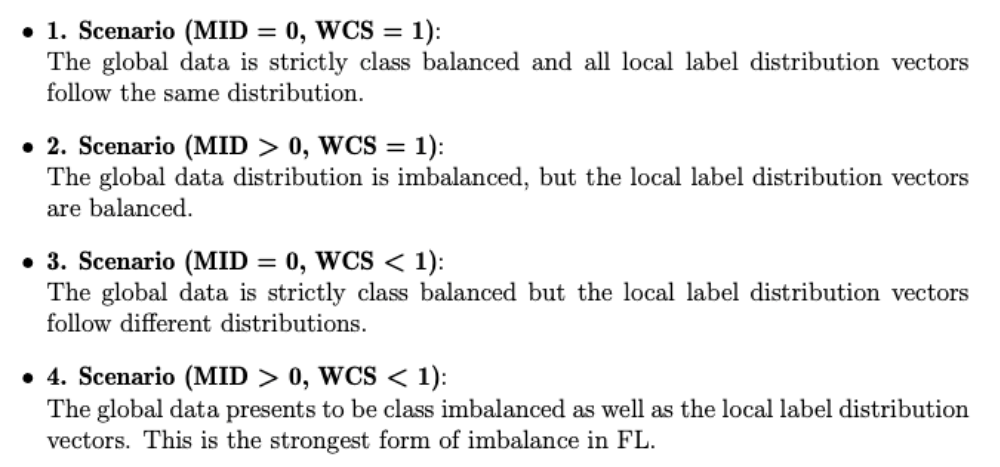 • 1. Scenario (MID = 0, WCS = 1):
The global data is strictly class balanced and all local label distribution vectors
follow the same distribution.
• 2. Scenario (MID > 0, WCS = 1):
The global data distribution is imbalanced, but the local label distribution vectors
are balanced.
• 3. Scenario (MID = 0, WCS < 1):
The global data is strictly class balanced but the local label distribution vectors
follow different distributions.
• 4. Scenario (MID > 0, WCS < 1):
The global data presents to be class imbalanced as well as the local label distribution
vectors. This is the strongest form of imbalance in FL.